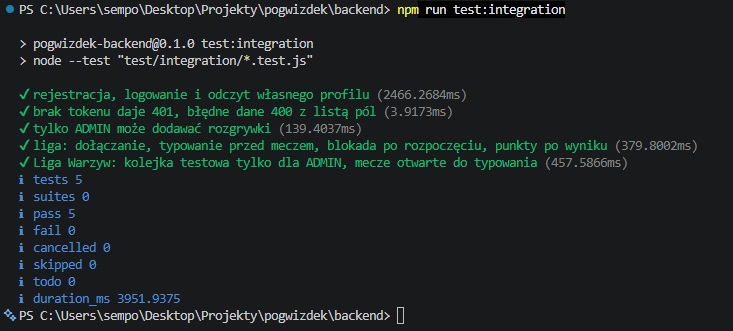 PS C:\Users\sempo\Desktop\Projekty\pogwizdek\backend> npm run test:integration
> pogwizdek-backend@0.1.0 test:integration
> node --test "test/integration/*.test.js"
✔ rejestracja, logowanie i odczyt własnego profilu (2466.2684ms)
✔ brak tokenu daje 401, błędne dane 400 z listą pól (3.9173ms)
✔ tylko ADMIN może dodawać rozgrywki (139.4037ms)
✔ liga: dołączanie, typowanie przed meczem, blokada po rozpoczęciu, punkty po wyniku (379.8002ms)
✔ Liga Warzyw: kolejka testowa tylko dla ADMIN, mecze otwarte do typowania (457.5866ms)
ℹ tests 5
ℹ suites 0
ℹ pass 5
ℹ fail 0
ℹ cancelled 0
ℹ skipped 0
ℹ todo 0
ℹ duration_ms 3951.9375
PS C:\Users\sempo\Desktop\Projekty\pogwizdek\backend>